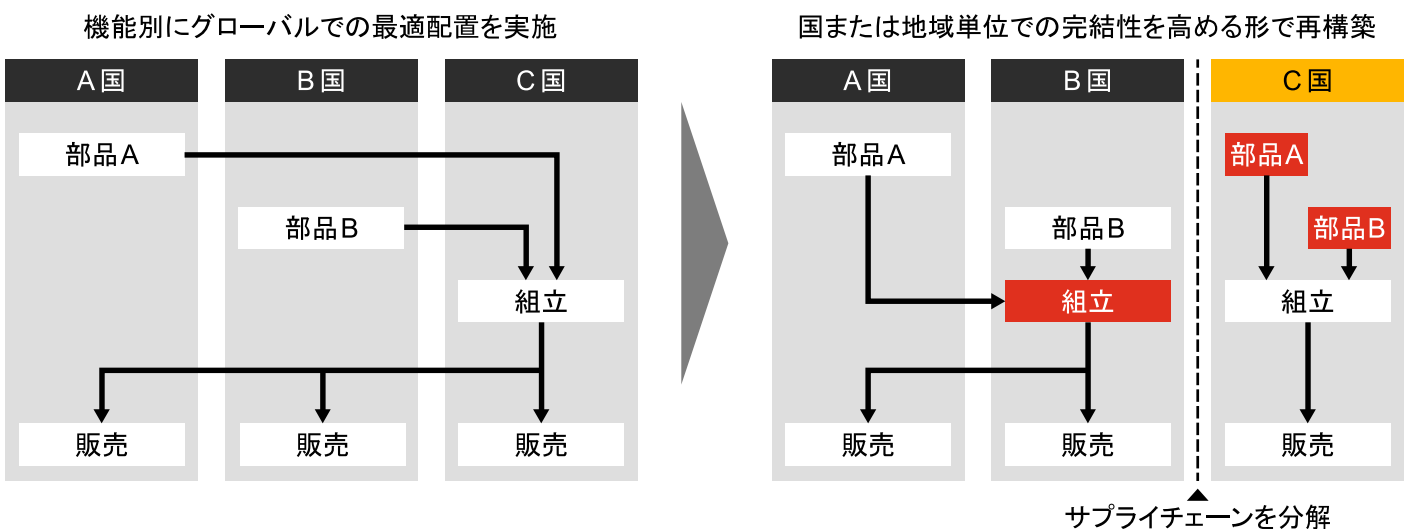 機能別にグローバルでの最適配置を実施
A国
B国
C国
部品A
部品B
組立
販売
販売
販売
国または地域単位での完結性を高める形で再構築
A国
B国
C国
部品A
部品A
部品B
部品B
組立
組立
販売
販売
販売
サプライチェーンを分解